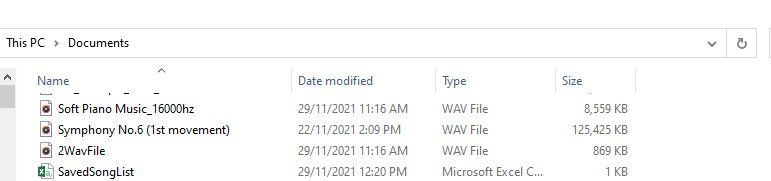 This PC > Documents
Name Date modified Type Size
Soft Piano Music_16000hz 29/11/2021 11:16 AM WAV File 8,559 KB
Symphony No.6 (1st movement) 22/11/2021 2:09 PM WAV File 125,425 KB
2WavFile 29/11/2021 11:16 AM WAV File 869 KB
SavedSongList 29/11/2021 12:20 PM Microsoft Excel C... 1 KB